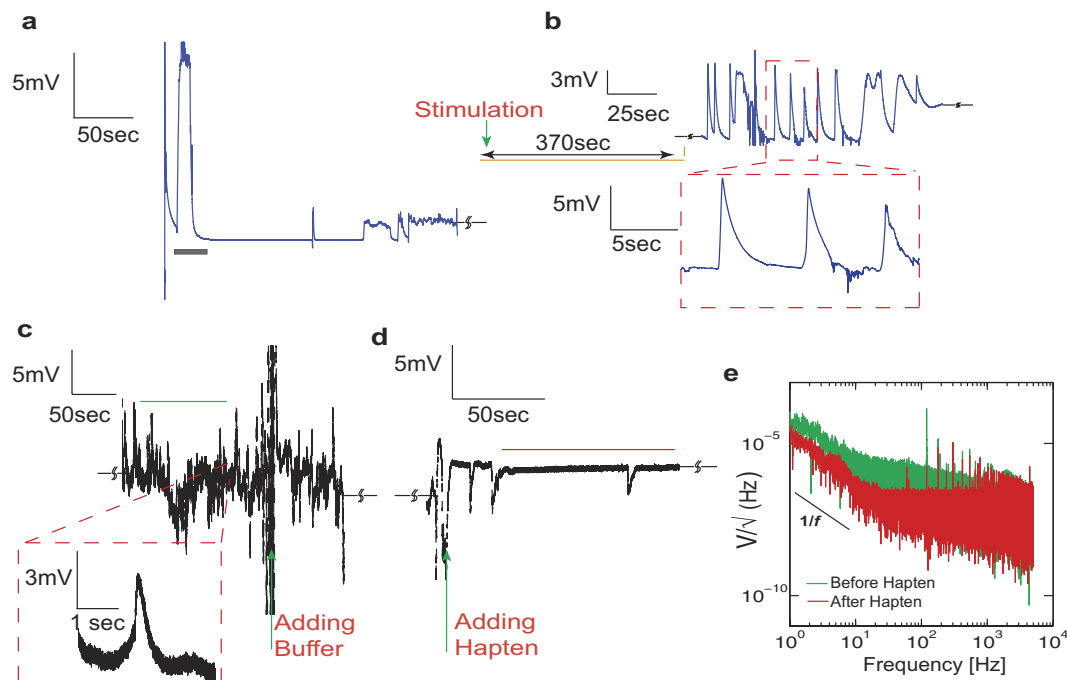 a
5mV
50sec
b
3mV
25sec
Stimulation
370sec
5mV
5sec
c
5mV
50sec
3mV
1 sec
Adding
Buffer
d
5mV
50sec
Adding
Hapten
e
V/√ (Hz)
10⁻⁵
10⁻¹⁰
1/f
Before Hapten
After Hapten
10⁰ 10¹ 10² 10³ 10⁴
Frequency [Hz]